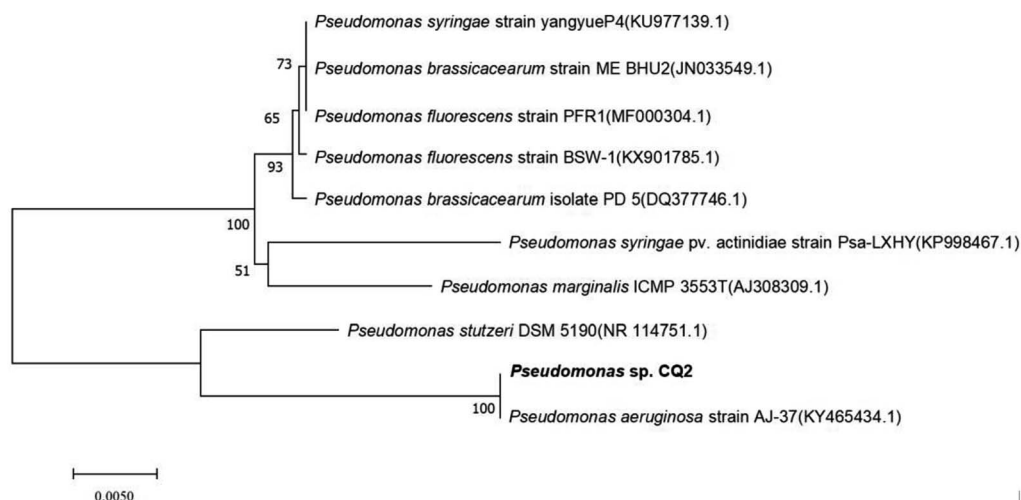 Pseudomonas syringae strain yangyueP4(KU977139.1)
73
Pseudomonas brassicacearum strain ME BHU2(JN033549.1)
65
Pseudomonas fluorescens strain PFR1(MF000304.1)
Pseudomonas fluorescens strain BSW-1(KX901785.1)
93
Pseudomonas brassicacearum isolate PD 5(DQ377746.1)
100
Pseudomonas syringae pv. actinidiae strain Psa-LXHY(KP998467.1)
51
Pseudomonas marginalis ICMP 3553T(AJ308309.1)
Pseudomonas stutzeri DSM 5190(NR 114751.1)
Pseudomonas sp. CQ2
100
Pseudomonas aeruginosa strain AJ-37(KY465434.1)
0.0050